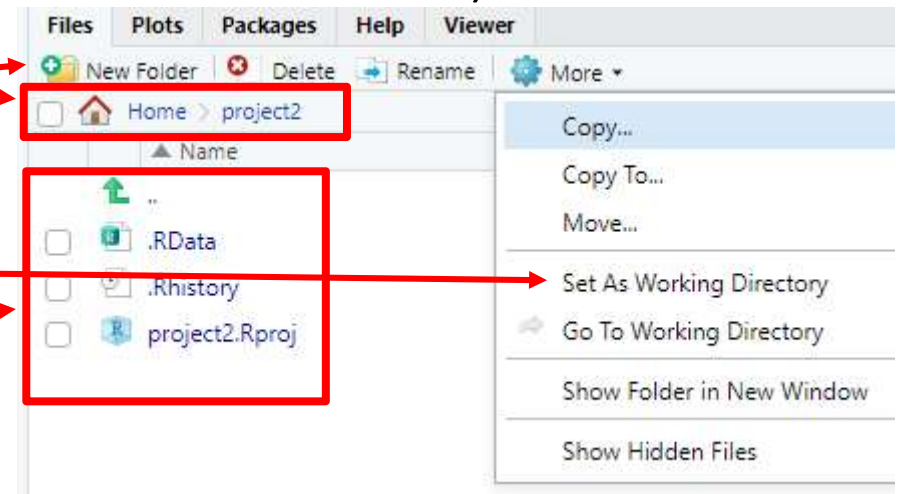 Files Plots Packages Help Viewer
New Folder Delete Rename More
Home project2
Name
..
.RData
.Rhistory
project2.Rproj
Copy...
Copy To...
Move...
Set As Working Directory
Go To Working Directory
Show Folder in New Window
Show Hidden Files